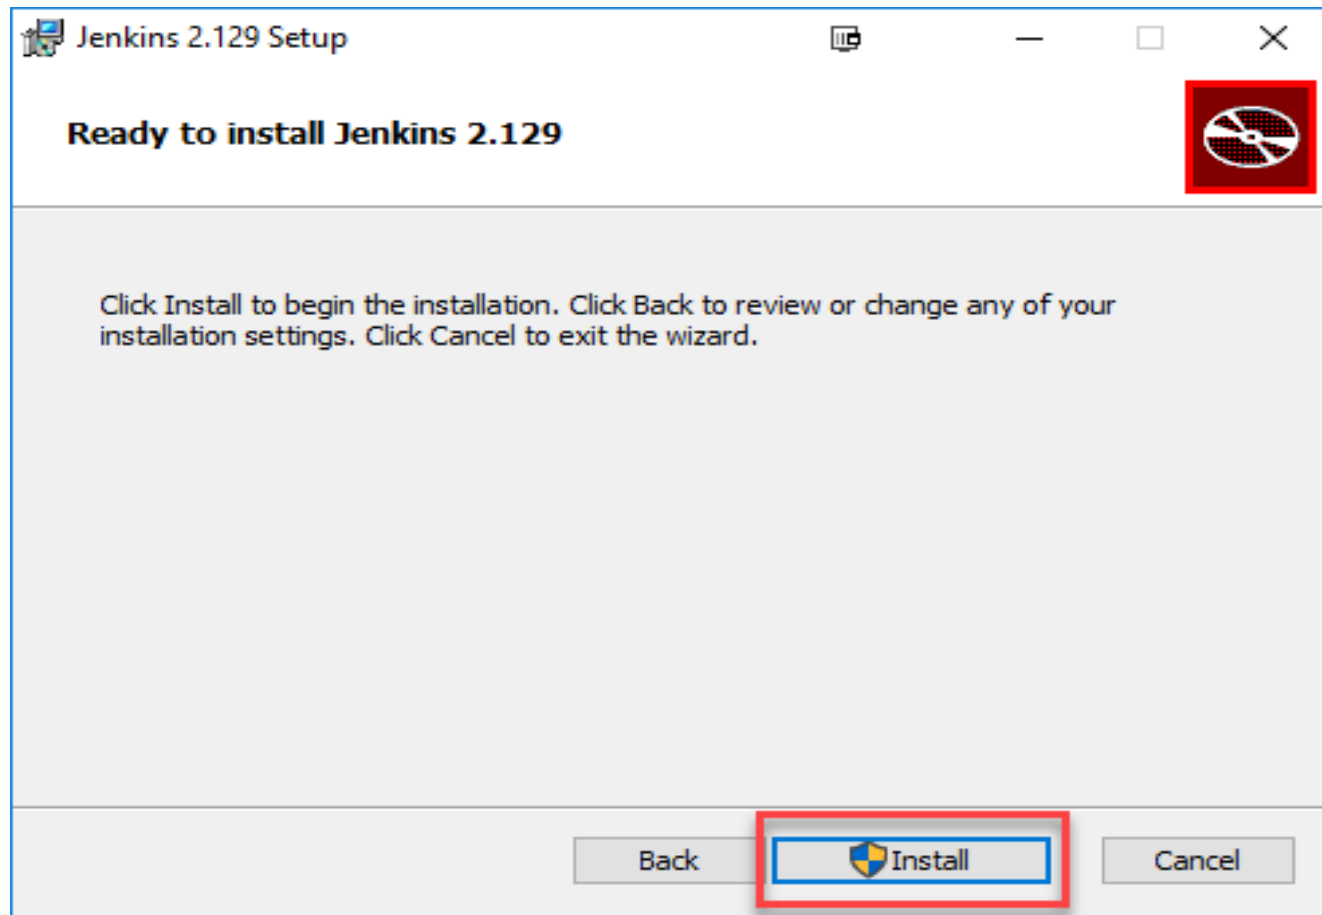 Jenkins 2.129 Setup
Ready to install Jenkins 2.129
Click Install to begin the installation. Click Back to review or change any of your
installation settings. Click Cancel to exit the wizard.
Back Install Cancel